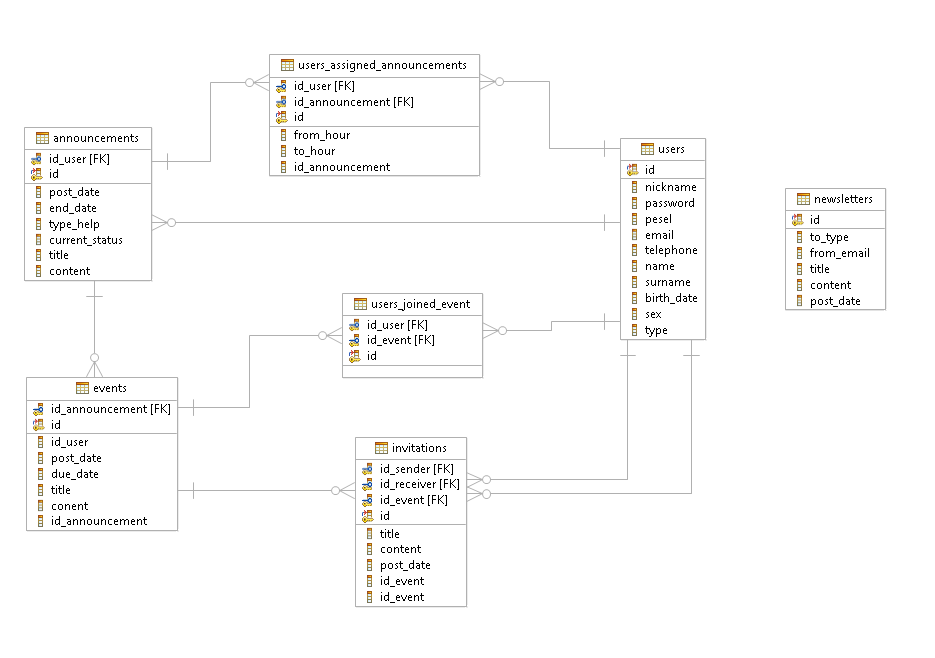 users_assigned_announcements
id_user [FK]
id_announcement [FK]
id
from_hour
to_hour
id_announcement
announcements
id_user [FK]
id
post_date
end_date
type_help
current_status
title
content
users
id
nickname
password
pesel
email
telephone
name
surname
birth_date
sex
type
newsletters
id
to_type
from_email
title
content
post_date
users_joined_event
id_user [FK]
id_event [FK]
id
events
id_announcement [FK]
id
id_user
post_date
due_date
title
conent
id_announcement
invitations
id_sender [FK]
id_receiver [FK]
id_event [FK]
id
title
content
post_date
id_event
id_event